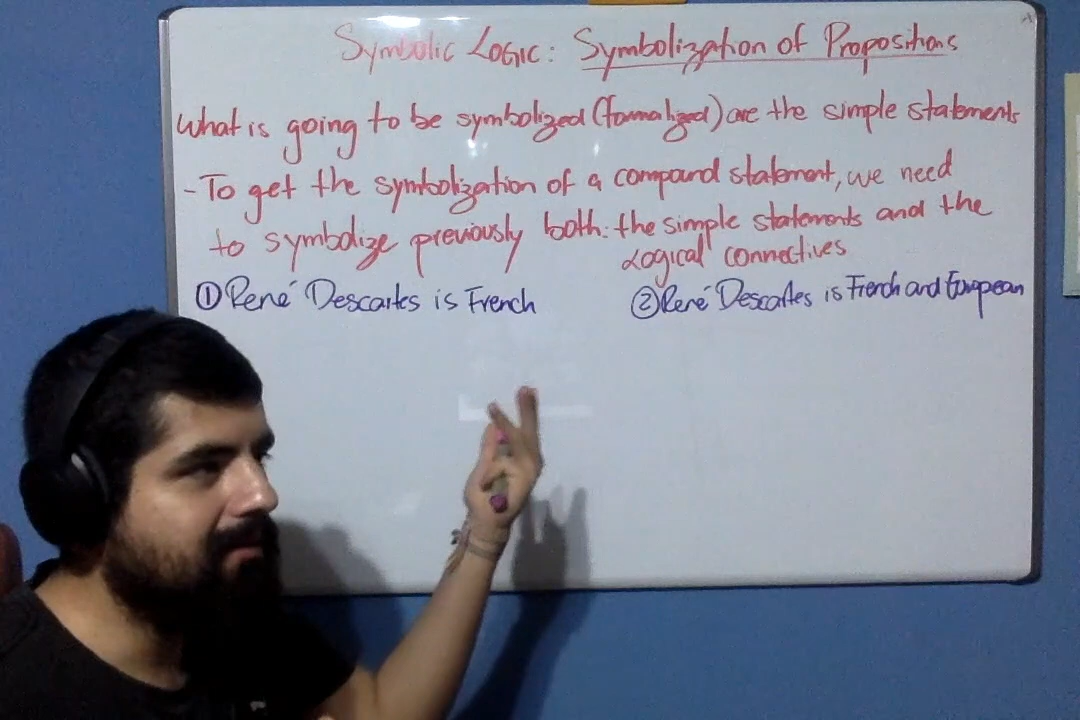 Symbolic Logic: Symbolization of Propositions
What is going to be symbolized (formalized) are the simple statements
- To get the symbolization of a compound statement, we need
to symbolize previously both: the simple statements and the
Logical connectives
① René Descartes is French
② René Descartes is French and European